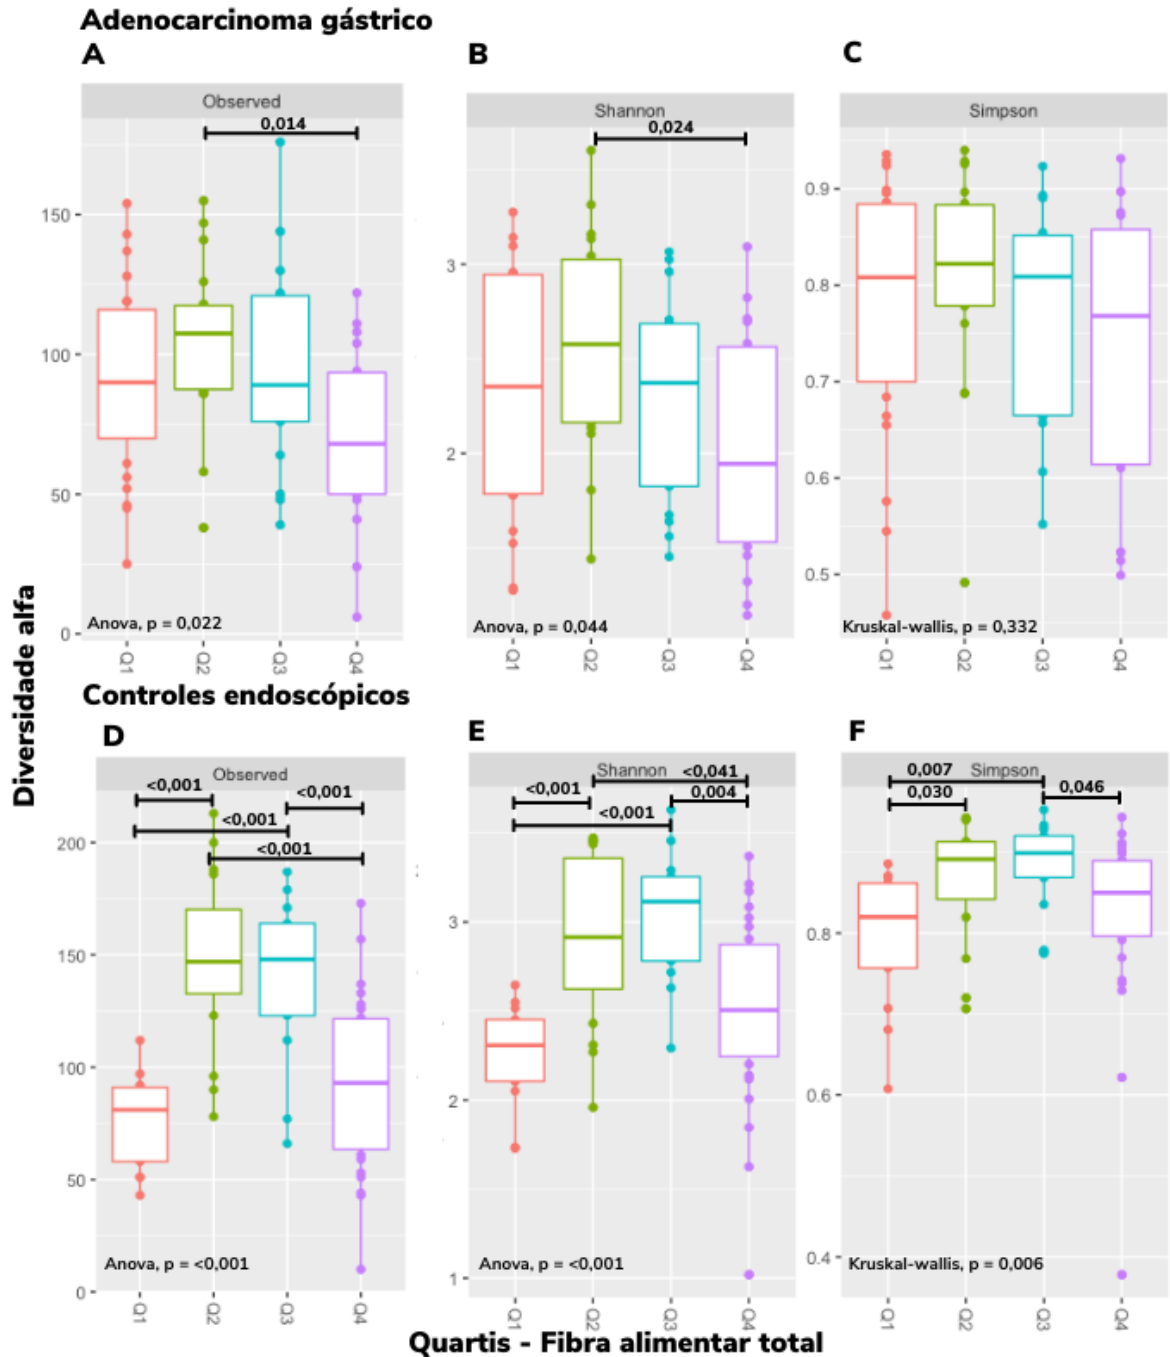 Adenocarcinoma gástrico
A
B
C
Observed
Shannon
Simpson
0,014
0,024
150
100
50
0
3
2
0.9
0.8
0.7
0.6
0.5
Anova, p = 0,022
Anova, p = 0,044
Kruskal-wallis, p = 0,332
Q1
Q2
Q3
Q4
Q1
Q2
Q3
Q4
Q1
Q2
Q3
Q4
Diversidade alfa
Controles endoscópicos
D
E
F
Observed
Shannon
Simpson
<0,001
<0,001
<0,001
<0,001
<0,041
<0,001
0,004
<0,001
0,007
0,030
0,046
200
150
100
50
0
3
2
1
0.8
0.6
0.4
Anova, p = <0,001
Anova, p = <0,001
Kruskal-wallis, p = 0,006
Q1
Q2
Q3
Q4
Q1
Q2
Q3
Q4
Q1
Q2
Q3
Q4
Quartis - Fibra alimentar total